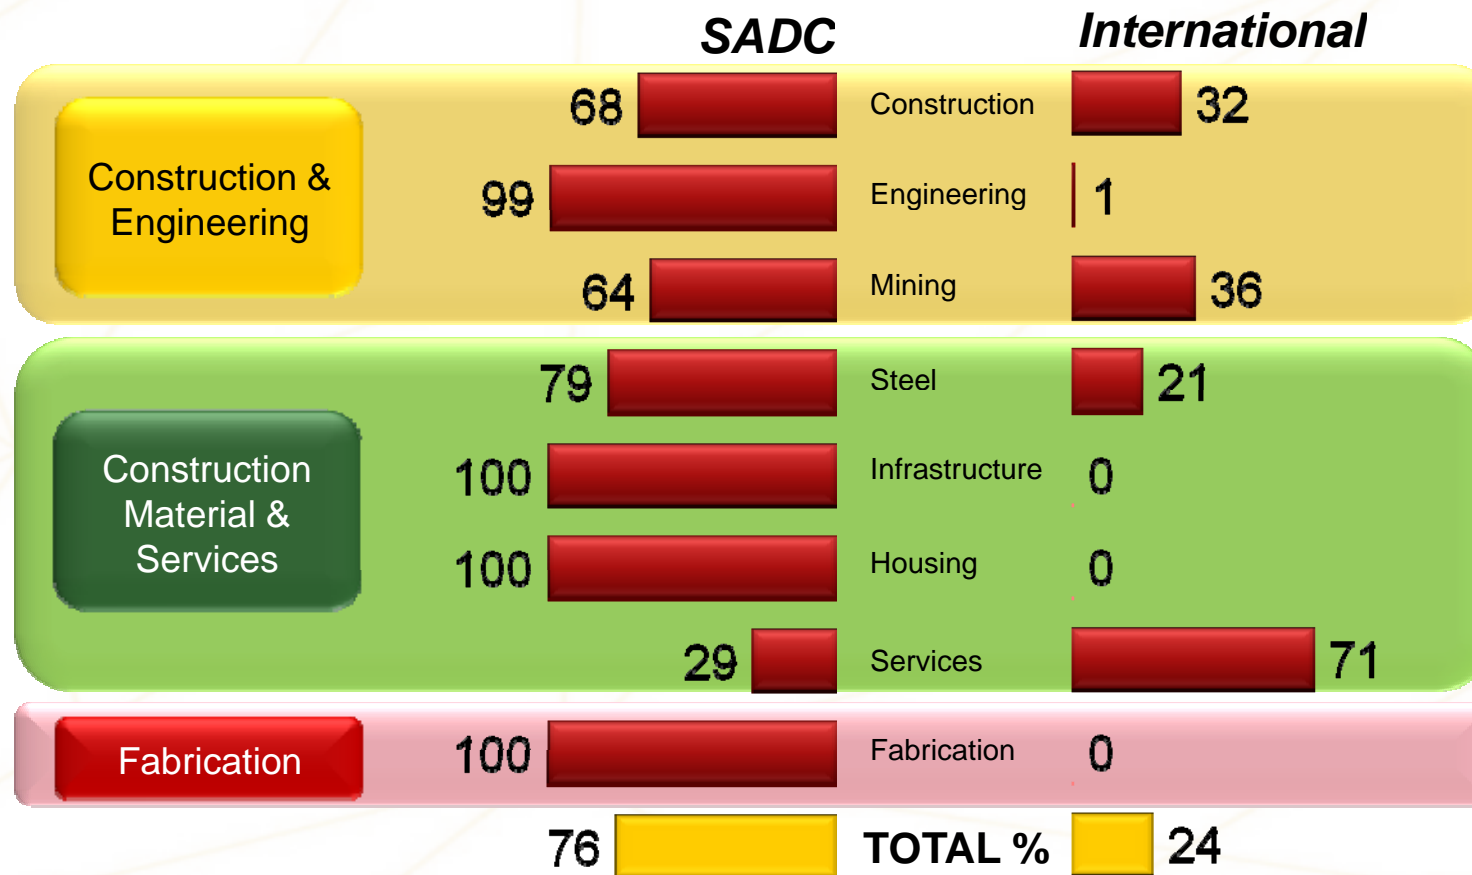 SADC International
68 Construction 32
Construction &
Engineering
99 Engineering 1
64 Mining 36
79 Steel 21
Construction
Material &
Services
100 Infrastructure 0
100 Housing 0
29 Services 71
Fabrication
100 Fabrication 0
76 TOTAL % 24